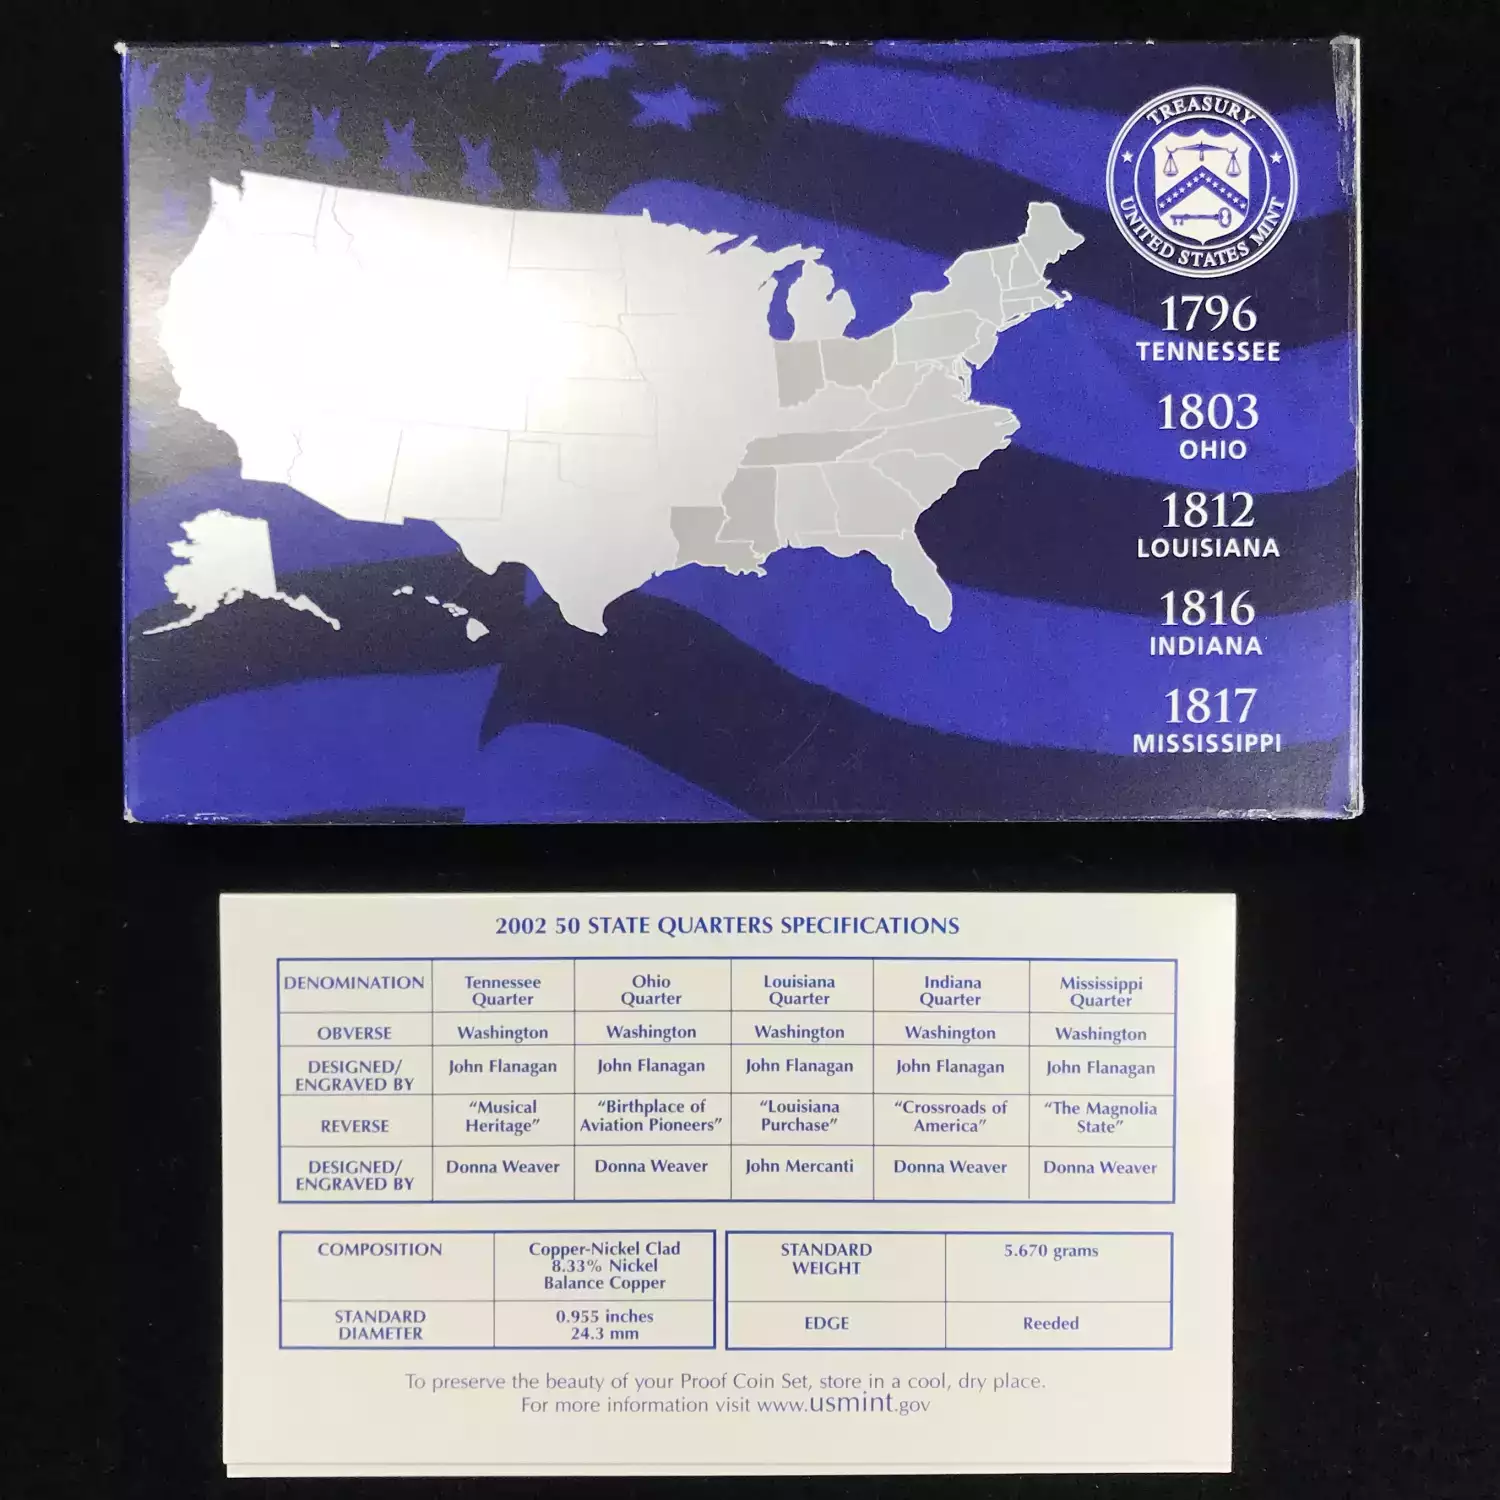 TREASURY
UNITED STATES MINT
1796
TENNESSEE
1803
OHIO
1812
LOUISIANA
1816
INDIANA
1817
MISSISSIPPI
2002 50 STATE QUARTERS SPECIFICATIONS
DENOMINATION Tennessee Quarter Ohio Quarter Louisiana Quarter Indiana Quarter Mississippi Quarter
OBVERSE Washington Washington Washington Washington Washington
DESIGNED/ ENGRAVED BY John Flanagan John Flanagan John Flanagan John Flanagan John Flanagan
REVERSE “Musical Heritage” “Birthplace of Aviation Pioneers” “Louisiana Purchase” “Crossroads of America” “The Magnolia State”
DESIGNED/ ENGRAVED BY Donna Weaver Donna Weaver John Mercanti Donna Weaver Donna Weaver
COMPOSITION Copper-Nickel Clad
8.33% Nickel
Balance Copper
STANDARD DIAMETER 0.955 inches
24.3 mm
STANDARD WEIGHT 5.670 grams
EDGE Reeded
To preserve the beauty of your Proof Coin Set, store in a cool, dry place.
For more information visit www.usmint.gov